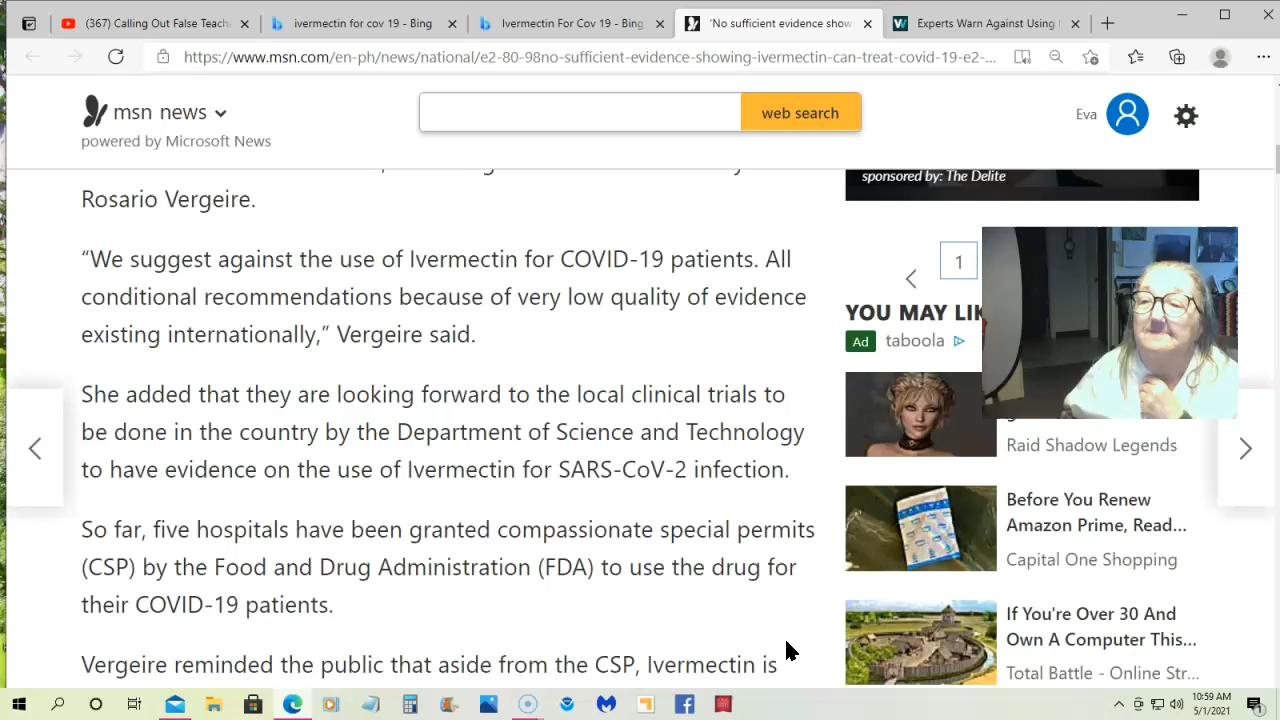 (367) Calling Out False Teach
ivermectin for cov 19 - Bing
Ivermectin For Cov 19 - Bing
"No sufficient evidence show
Experts Warn Against Using
https://www.msn.com/en-ph/news/national/e2-80-98no-sufficient-evidence-showing-ivermectin-can-treat-covid-19-e2-...
msn news
web search
Eva
powered by Microsoft News
sponsored by: The Delite
Rosario Vergeire.
“We suggest against the use of Ivermectin for COVID-19 patients. All
conditional recommendations because of very low quality of evidence
existing internationally,” Vergeire said.
She added that they are looking forward to the local clinical trials to
be done in the country by the Department of Science and Technology
to have evidence on the use of Ivermectin for SARS-CoV-2 infection.
So far, five hospitals have been granted compassionate special permits
(CSP) by the Food and Drug Administration (FDA) to use the drug for
their COVID-19 patients.
Vergeire reminded the public that aside from the CSP, Ivermectin is
1
YOU MAY LIK
Ad taboola
Raid Shadow Legends
Before You Renew
Amazon Prime, Read...
Capital One Shopping
If You're Over 30 And
Own A Computer This...
Total Battle - Online Str...
10:59 AM
5/1/2021
1